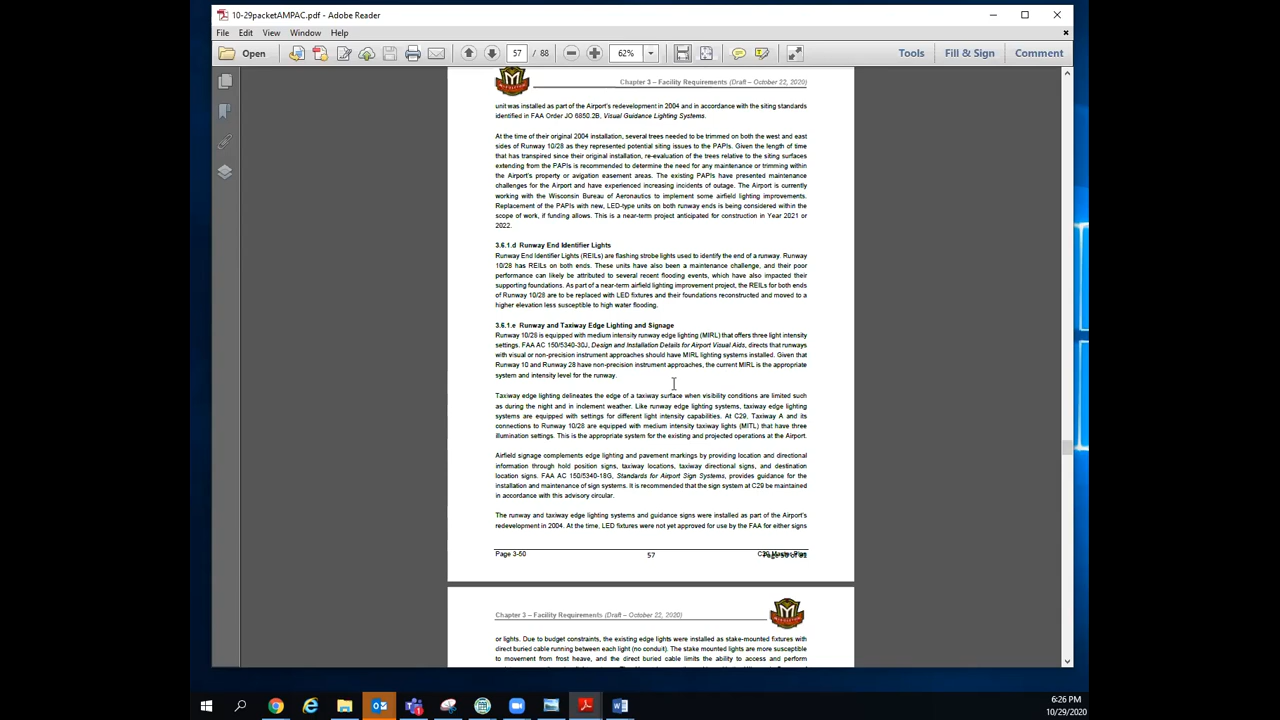 10-29packetAMPAC.pdf - Adobe Reader
File Edit View Window Help
Open 57 / 88 62% Tools Fill & Sign Comment
Chapter 3 – Facility Requirements (Draft – October 22, 2020)
unit was installed as part of the Airport's redevelopment in 2004 and in accordance with the siting standards
identified in FAA Order JO 6850.2B, Visual Guidance Lighting Systems.
At the time of their original 2004 installation, several trees needed to be trimmed on both the west and east
sides of Runway 10/28 as they represented potential siting issues to the PAPIs. Given the length of time
that has transpired since their original installation, re-evaluation of the trees relative to the siting surfaces
extending from the PAPIs is recommended to determine the need for any maintenance or trimming within
the Airport's property or avigation easement areas. The existing PAPIs have presented maintenance
challenges for the Airport and have experienced increasing incidents of outage. The Airport is currently
working with the Wisconsin Bureau of Aeronautics to implement some airfield lighting improvements.
Replacement of the PAPIs with new, LED-type units on both runway ends is being considered within the
scope of work, if funding allows. This is a near-term project anticipated for construction in Year 2021 or
2022.
3.6.1.d Runway End Identifier Lights
Runway End Identifier Lights (REILs) are flashing strobe lights used to identify the end of a runway. Runway
10/28 has REILs on both ends. These units have also been a maintenance challenge, and their poor
performance can likely be attributed to several recent flooding events, which have also impacted their
supporting foundations. As part of a near-term airfield lighting improvement project, the REILs for both ends
of Runway 10/28 are to be replaced with LED fixtures and their foundations reconstructed and moved to a
higher elevation less susceptible to high water flooding.
3.6.1.e Runway and Taxiway Edge Lighting and Signage
Runway 10/28 is equipped with medium intensity runway edge lighting (MIRL) that offers three light intensity
settings. FAA AC 150/5340-30J, Design and Installation Details for Airport Visual Aids, directs that runways
with visual or non-precision instrument approaches should have MIRL lighting systems installed. Given that
Runway 10 and Runway 28 have non-precision instrument approaches, the current MIRL is the appropriate
system and intensity level for the runway.
Taxiway edge lighting delineates the edge of a taxiway surface when visibility conditions are limited such
as during the night and in inclement weather. Like runway edge lighting systems, taxiway edge lighting
systems are equipped with settings for different light intensity capabilities. At C29, Taxiway A and its
connections to Runway 10/28 are equipped with medium intensity taxiway lights (MITL) that have three
illumination settings. This is the appropriate system for the existing and projected operations at the Airport.
Airfield signage complements edge lighting and pavement markings by providing location and directional
information through hold position signs, taxiway locations, taxiway directional signs, and destination
location signs. FAA AC 150/5340-18G, Standards for Airport Sign Systems, provides guidance for the
installation and maintenance of sign systems. It is recommended that the sign system at C29 be maintained
in accordance with this advisory circular.
The runway and taxiway edge lighting systems and guidance signs were installed as part of the Airport's
redevelopment in 2004. At the time, LED fixtures were not yet approved for use by the FAA for either signs
Page 3-50 57
Chapter 3 – Facility Requirements (Draft – October 22, 2020)
or lights. Due to budget constraints, the existing edge lights were installed as stake-mounted fixtures with
direct buried cable running between each light (no conduit). The stake mounted lights are more susceptible
to movement from frost heave, and the direct buried cable limits the ability to access and perform
6:26 PM
10/29/2020